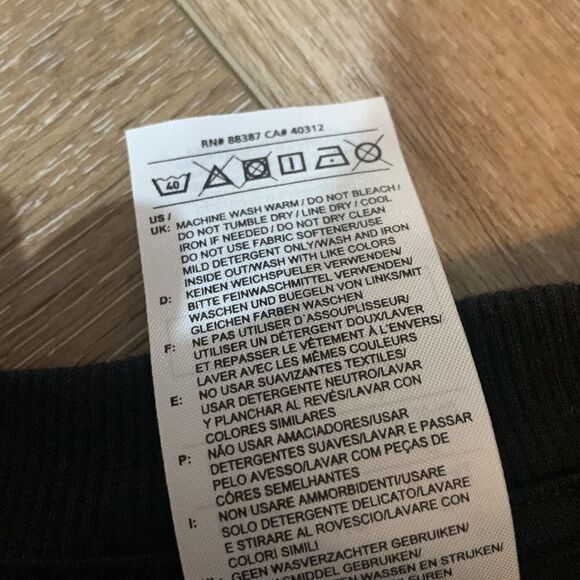 RN# 88387 CA# 40312
40
US /
UK: MACHINE WASH WARM / DO NOT BLEACH /
DO NOT TUMBLE DRY / LINE DRY / COOL
IRON IF NEEDED / DO NOT DRY CLEAN
DO NOT USE FABRIC SOFTENER/USE
MILD DETERGENT ONLY/WASH AND IRON
INSIDE OUT/WASH WITH LIKE COLORS
D: KEINEN WEICHSPUELER VERWENDEN/
BITTE FEINWASCHMITTEL VERWENDEN/
WASCHEN UND BUEGELN VON LINKS/MIT
GLEICHEN FARBEN WASCHEN
F: NE PAS UTILISER D'ASSOUPLISSEUR/
UTILISER UN DÉTERGENT DOUX/LAVER
ET REPASSER LE VÊTEMENT À L'ENVERS/
LAVER AVEC LES MÊMES COULEURS
E: NO USAR SUAVIZANTES TEXTILES/
USAR DETERGENTE NEUTRO/LAVAR
Y PLANCHAR AL REVÉS/LAVAR CON
COLORES SIMILARES
P: NÃO USAR AMACIADORES/USAR
DETERGENTES SUAVES/LAVAR E PASSAR
PELO AVESSO/LAVAR COM PEÇAS DE
CÔRES SEMELHANTES
I: NON USARE AMMORBIDENTI/USARE
SOLO DETERGENTE DELICATO/LAVARE
E STIRARE AL ROVESCIO/LAVARE CON
COLORI SIMILI
GEEN WASVERZACHTER GEBRUIKEN/
GEBRUIKEN/
WASSEN EN STRIJKEN/